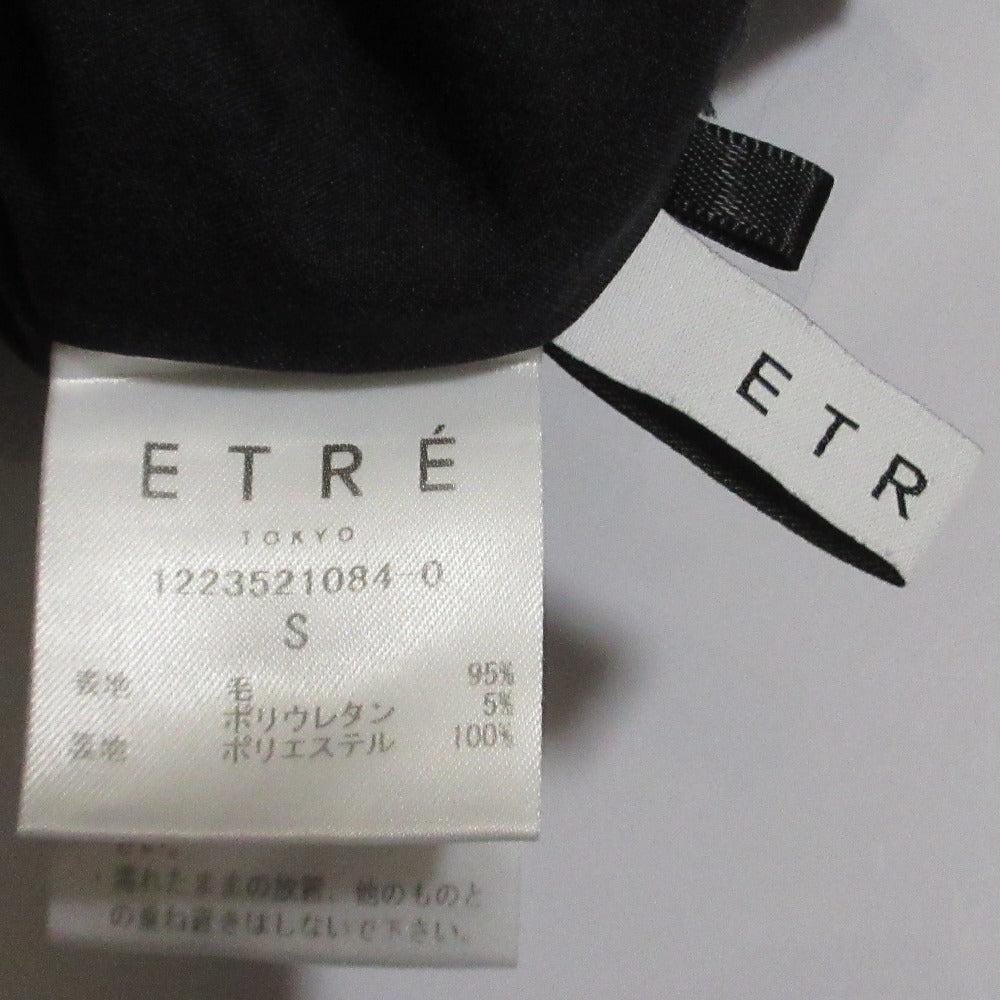 ETRÉ
TOKYO
1223521084-0
S
表地 毛 95%
ポリウレタン 5%
裏地 ポリエステル 100%
・濡れたままの放置、他のものと
の重ね置きはしないで下さい。
ETR